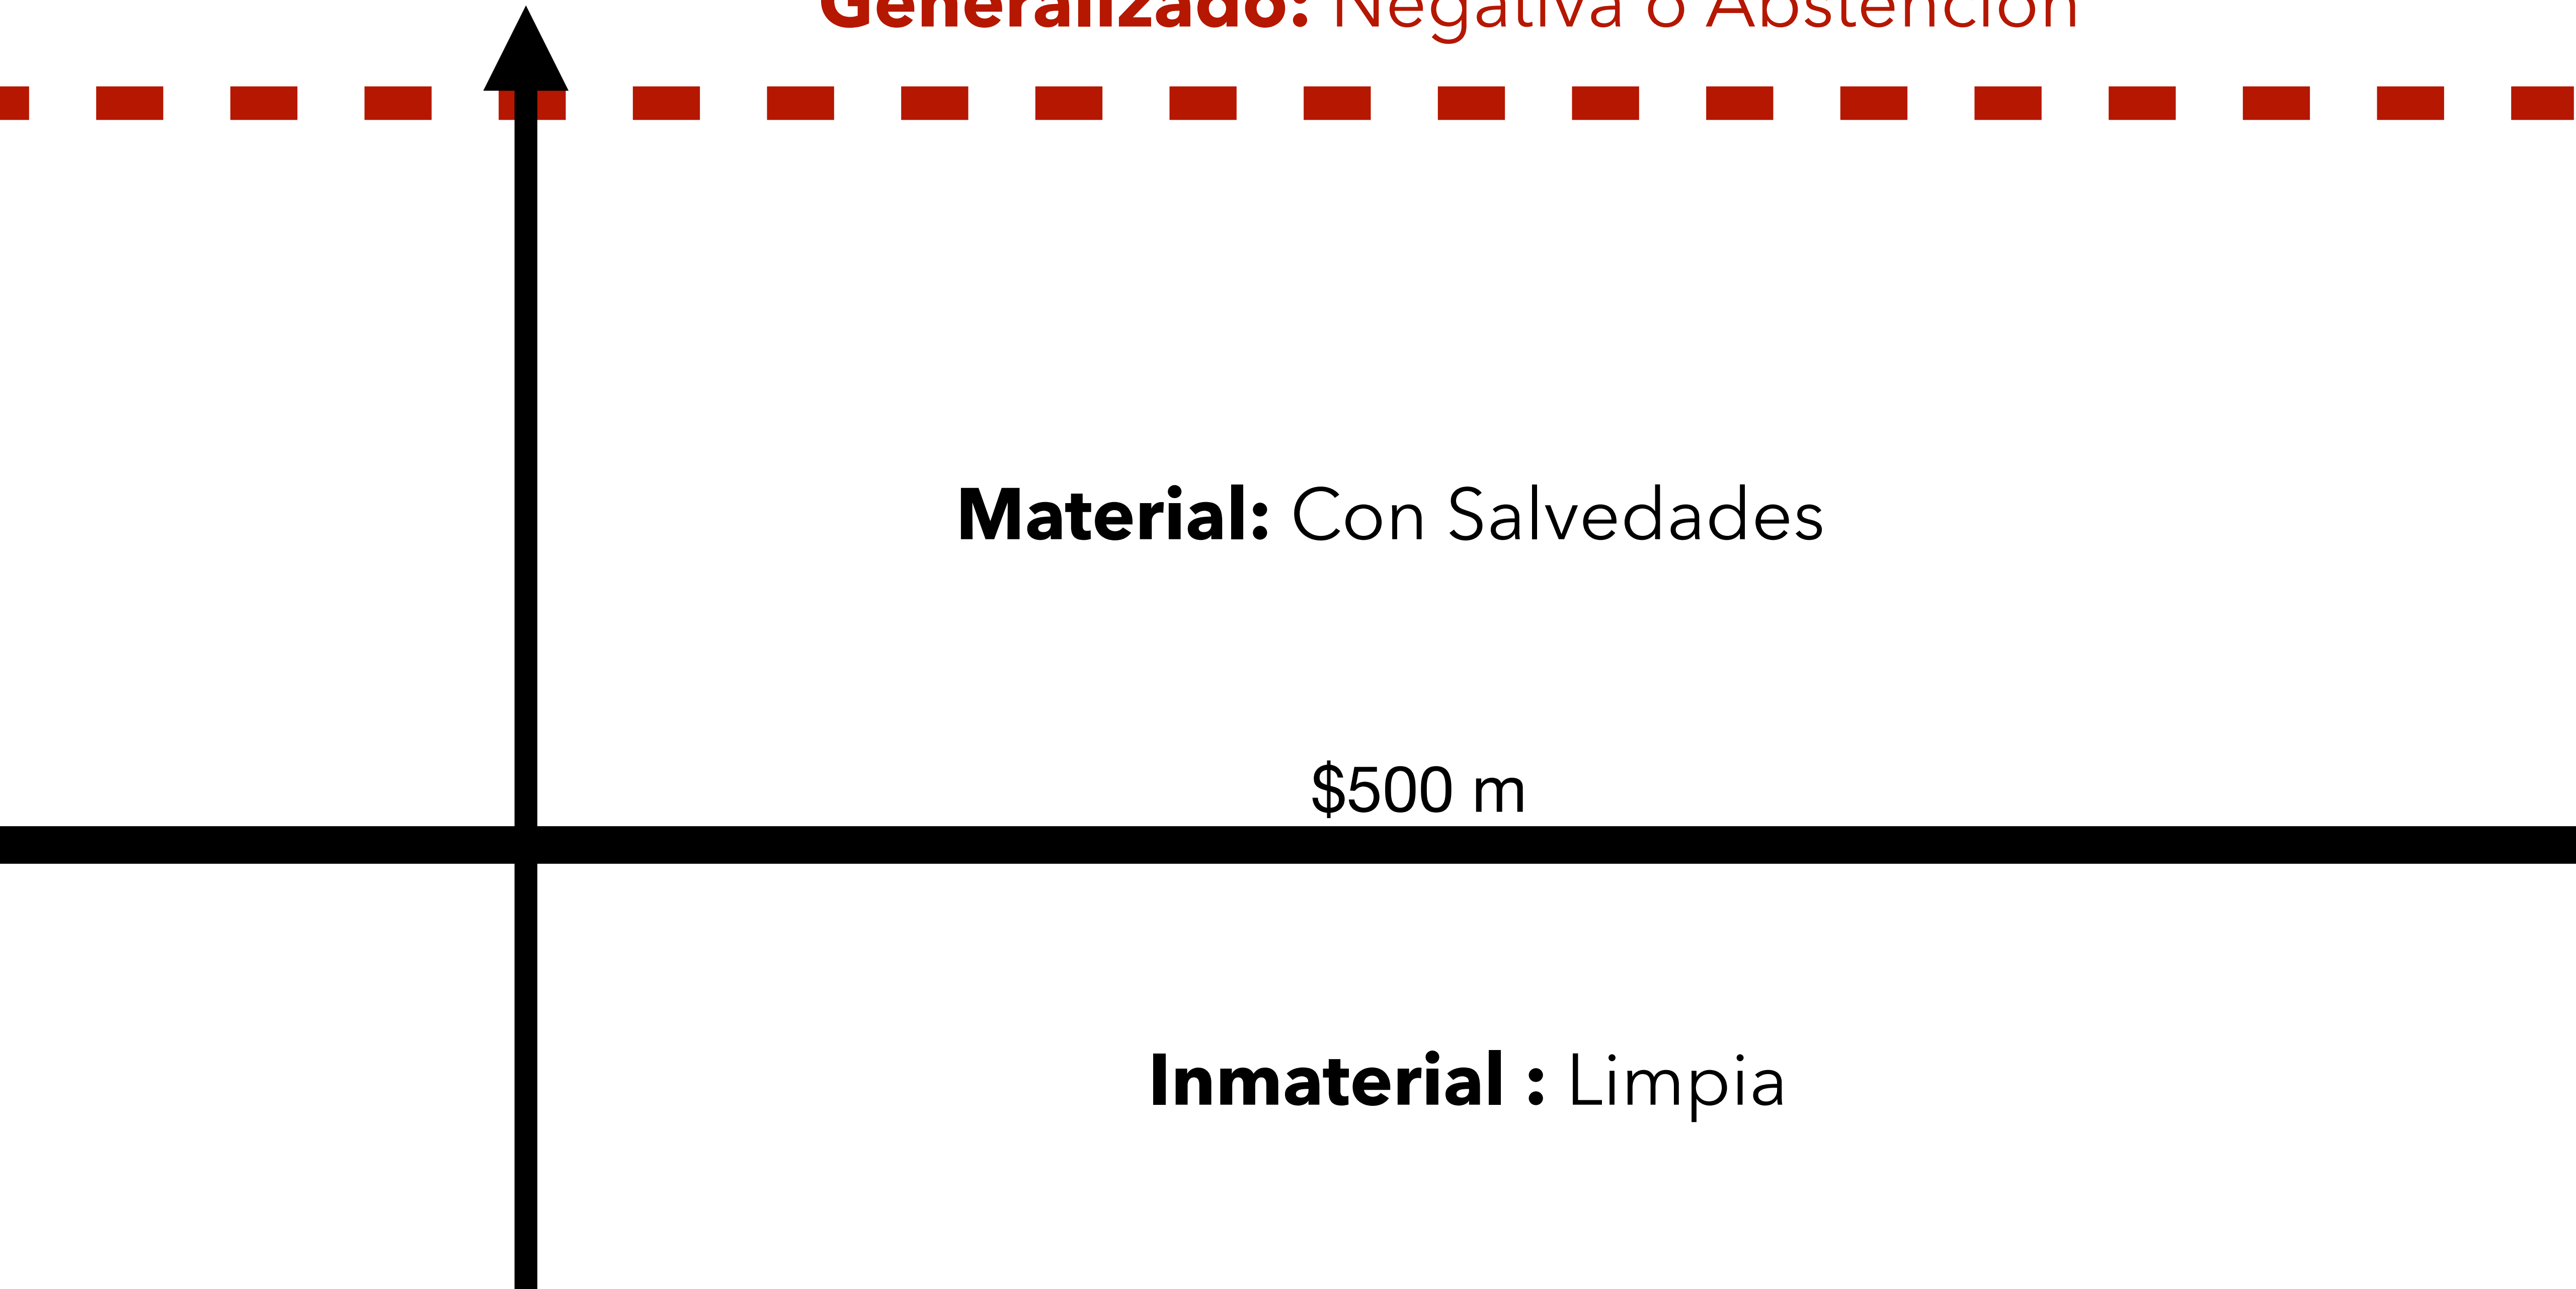 Generalizado: Negativa o Abstención
Material: Con Salvedades
$500 m
Inmaterial : Limpia